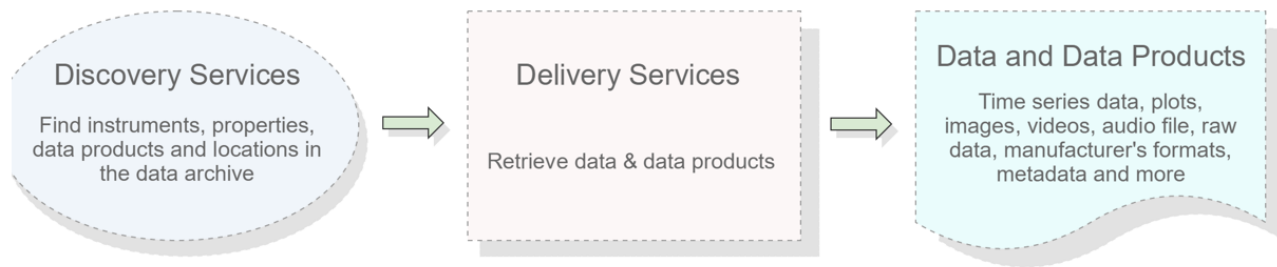 Discovery Services
Find instruments, properties,
data products and locations in
the data archive
Delivery Services
Retrieve data & data products
Data and Data Products
Time series data, plots,
images, videos, audio file, raw
data, manufacturer's formats,
metadata and more